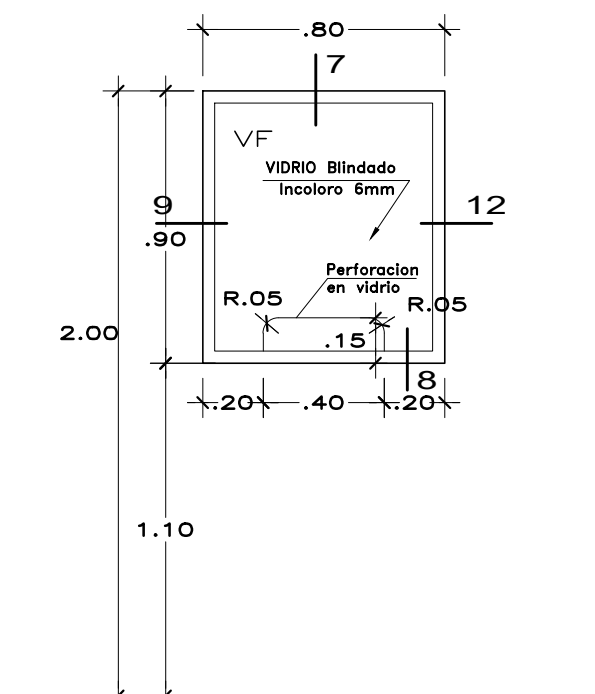 .80
7
VF
VIDRIO Blindado
Incoloro 6mm
9
12
.90
Perforacion
en vidrio
R.05
R.05
2.00
.15
8
.20
.40
.20
1.10